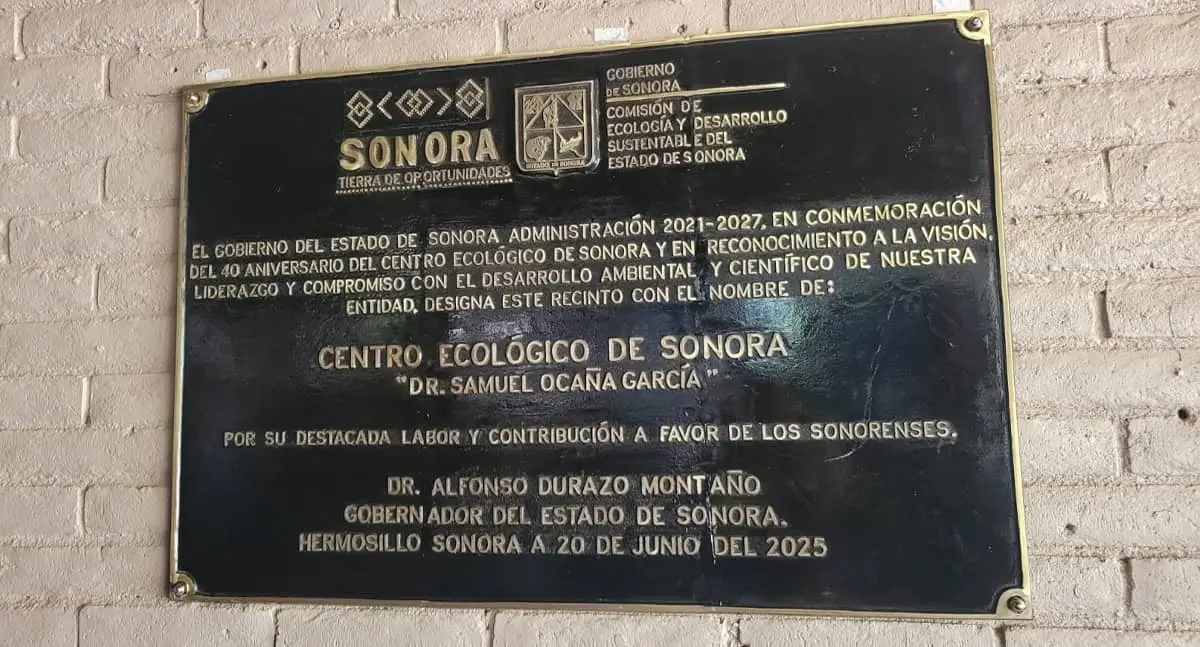 SONORA
TIERRA DE OPORTUNIDADES
ESTADO DE SONORA
GOBIERNO
DE SONORA
COMISIÓN DE
ECOLOGÍA Y DESARROLLO
SUSTENTABLE DEL
ESTADO DE SONORA
EL GOBIERNO DEL ESTADO DE SONORA ADMINISTRACIÓN 2021-2027, EN CONMEMORACIÓN
DEL 40 ANIVERSARIO DEL CENTRO ECOLÓGICO DE SONORA Y EN RECONOCIMIENTO A LA VISIÓN,
LIDERAZGO Y COMPROMISO CON EL DESARROLLO AMBIENTAL Y CIENTÍFICO DE NUESTRA
ENTIDAD, DESIGNA ESTE RECINTO CON EL NOMBRE DE:
CENTRO ECOLÓGICO DE SONORA
"DR. SAMUEL OCAÑA GARCÍA"
POR SU DESTACADA LABOR Y CONTRIBUCIÓN A FAVOR DE LOS SONORENSES.
DR. ALFONSO DURAZO MONTAÑO
GOBERNADOR DEL ESTADO DE SONORA.
HERMOSILLO SONORA A 20 DE JUNIO DEL 2025